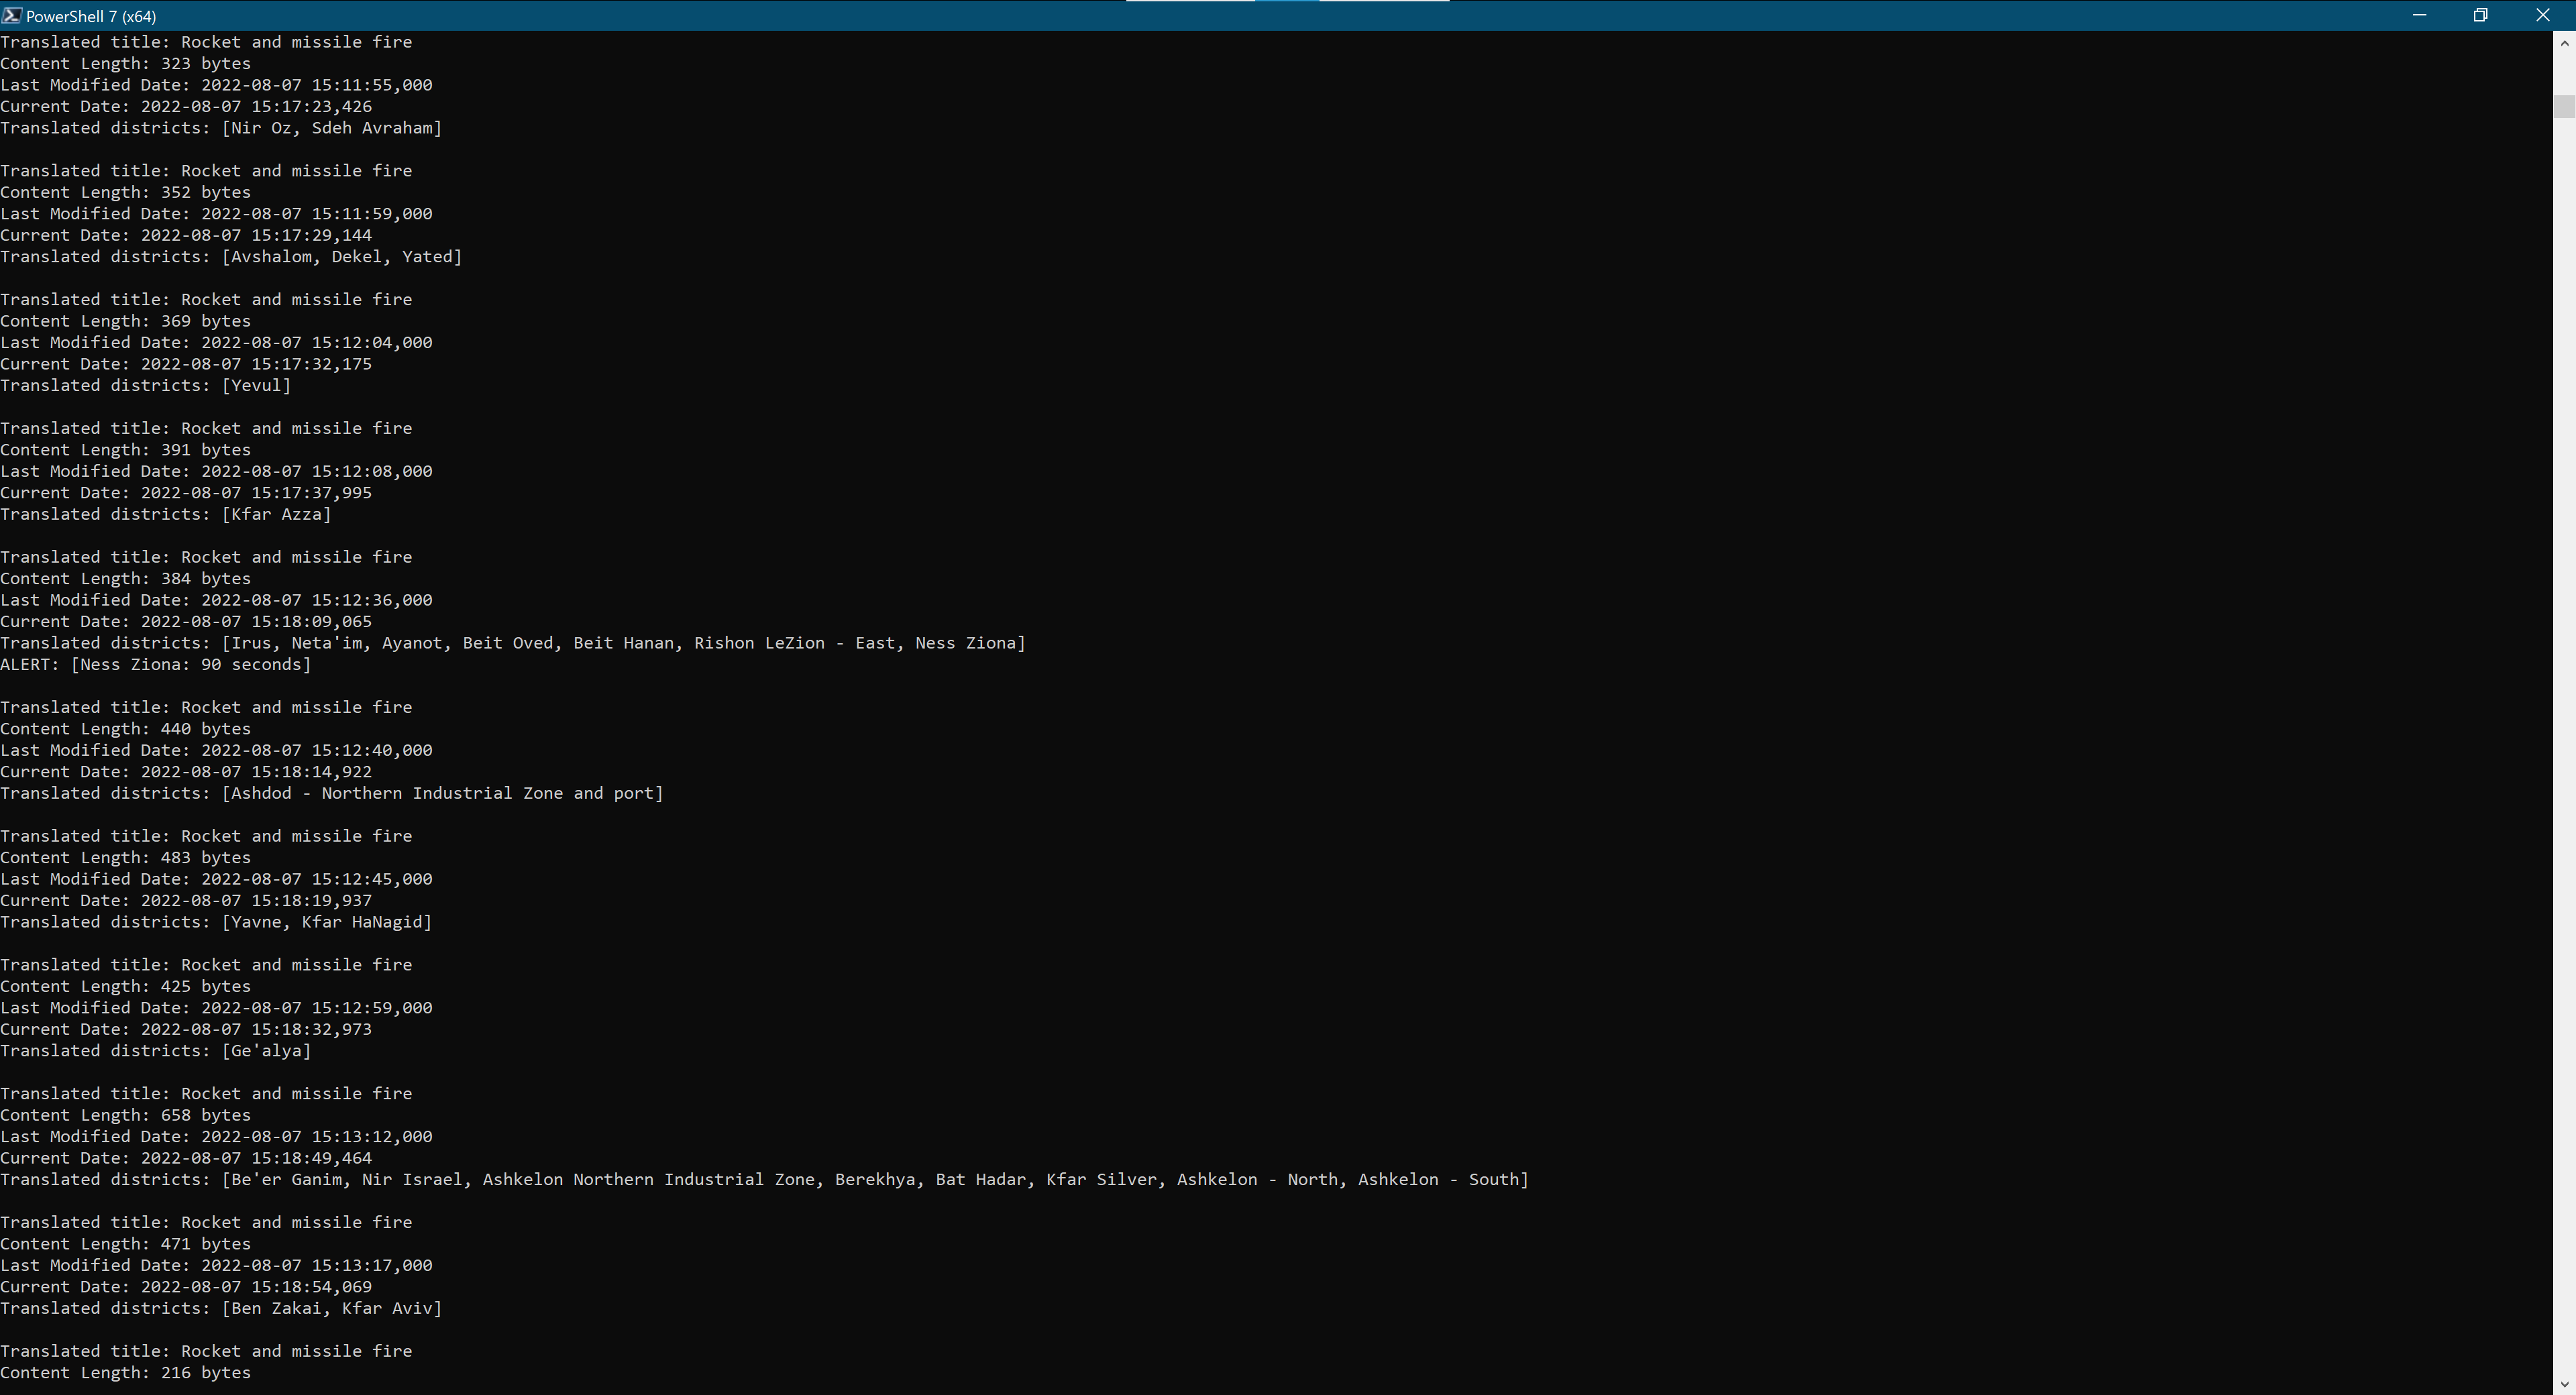 PowerShell 7 (x64)
Translated title: Rocket and missile fire
Content Length: 323 bytes
Last Modified Date: 2022-08-07 15:11:55,000
Current Date: 2022-08-07 15:17:23,426
Translated districts: [Nir Oz, Sdeh Avraham]

Translated title: Rocket and missile fire
Content Length: 352 bytes
Last Modified Date: 2022-08-07 15:11:59,000
Current Date: 2022-08-07 15:17:29,144
Translated districts: [Avshalom, Dekel, Yated]

Translated title: Rocket and missile fire
Content Length: 369 bytes
Last Modified Date: 2022-08-07 15:12:04,000
Current Date: 2022-08-07 15:17:32,175
Translated districts: [Yevul]

Translated title: Rocket and missile fire
Content Length: 391 bytes
Last Modified Date: 2022-08-07 15:12:08,000
Current Date: 2022-08-07 15:17:37,995
Translated districts: [Kfar Azza]

Translated title: Rocket and missile fire
Content Length: 384 bytes
Last Modified Date: 2022-08-07 15:12:36,000
Current Date: 2022-08-07 15:18:09,065
Translated districts: [Irus, Neta'im, Ayanot, Beit Oved, Beit Hanan, Rishon LeZion - East, Ness Ziona]
ALERT: [Ness Ziona: 90 seconds]

Translated title: Rocket and missile fire
Content Length: 440 bytes
Last Modified Date: 2022-08-07 15:12:40,000
Current Date: 2022-08-07 15:18:14,922
Translated districts: [Ashdod - Northern Industrial Zone and port]

Translated title: Rocket and missile fire
Content Length: 483 bytes
Last Modified Date: 2022-08-07 15:12:45,000
Current Date: 2022-08-07 15:18:19,937
Translated districts: [Yavne, Kfar HaNagid]

Translated title: Rocket and missile fire
Content Length: 425 bytes
Last Modified Date: 2022-08-07 15:12:59,000
Current Date: 2022-08-07 15:18:32,973
Translated districts: [Ge'alya]

Translated title: Rocket and missile fire
Content Length: 658 bytes
Last Modified Date: 2022-08-07 15:13:12,000
Current Date: 2022-08-07 15:18:49,464
Translated districts: [Be'er Ganim, Nir Israel, Ashkelon Northern Industrial Zone, Berekhya, Bat Hadar, Kfar Silver, Ashkelon - North, Ashkelon - South]

Translated title: Rocket and missile fire
Content Length: 471 bytes
Last Modified Date: 2022-08-07 15:13:17,000
Current Date: 2022-08-07 15:18:54,069
Translated districts: [Ben Zakai, Kfar Aviv]

Translated title: Rocket and missile fire
Content Length: 216 bytes